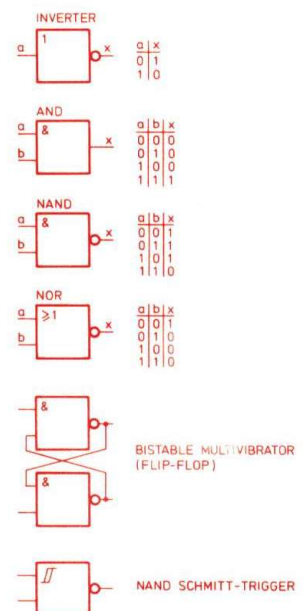 INVERTER
1
a x
a x
0 1
1 0
AND
a & x
b
a b x
0 0 0
0 1 0
1 0 0
1 1 1
NAND
a & x
b
a b x
0 0 1
0 1 1
1 0 1
1 1 0
NOR
a ≥1 x
b
a b x
0 0 1
0 1 0
1 0 0
1 1 0
&
&
BISTABLE MULTIVIBRATOR
(FLIP-FLOP)
NAND SCHMITT-TRIGGER